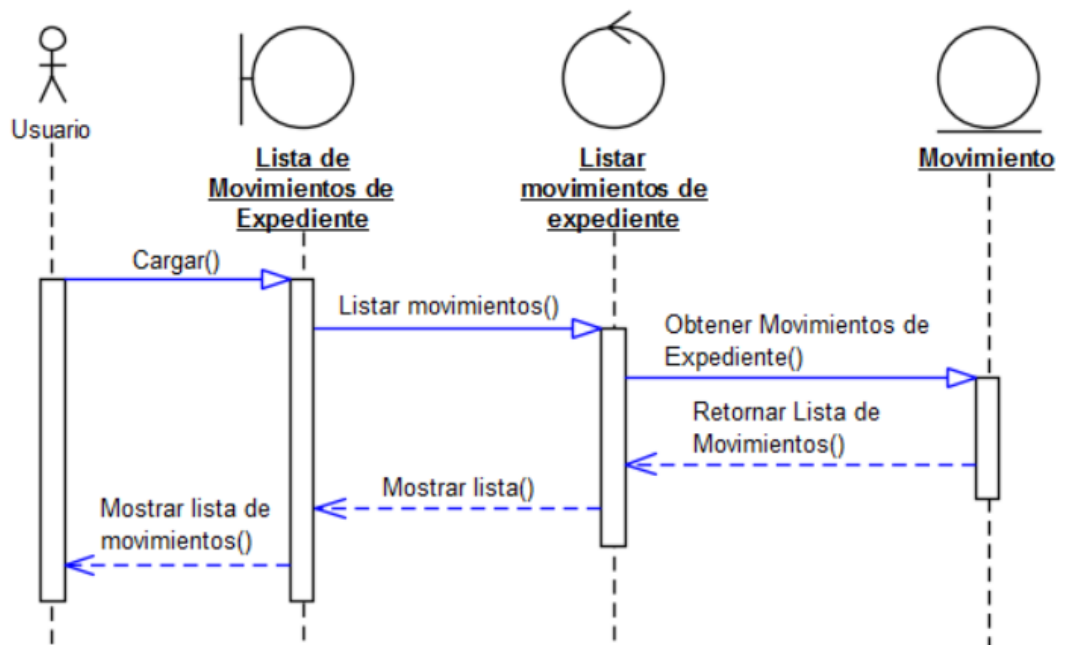 Usuario
Lista de
Movimientos de
Expediente
Listar
movimientos de
expediente
Movimiento
Cargar()
Listar movimientos()
Obtener Movimientos de
Expediente()
Retornar Lista de
Movimientos()
Mostrar lista()
Mostrar lista de
movimientos()